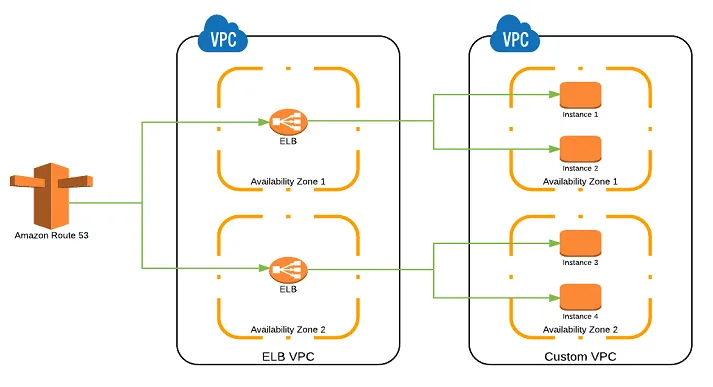 VPC
VPC
ELB
Availability Zone 1
Instance 1
Instance 2
Availability Zone 1
Amazon Route 53
ELB
Availability Zone 2
Instance 3
Instance 4
Availability Zone 2
ELB VPC
Custom VPC